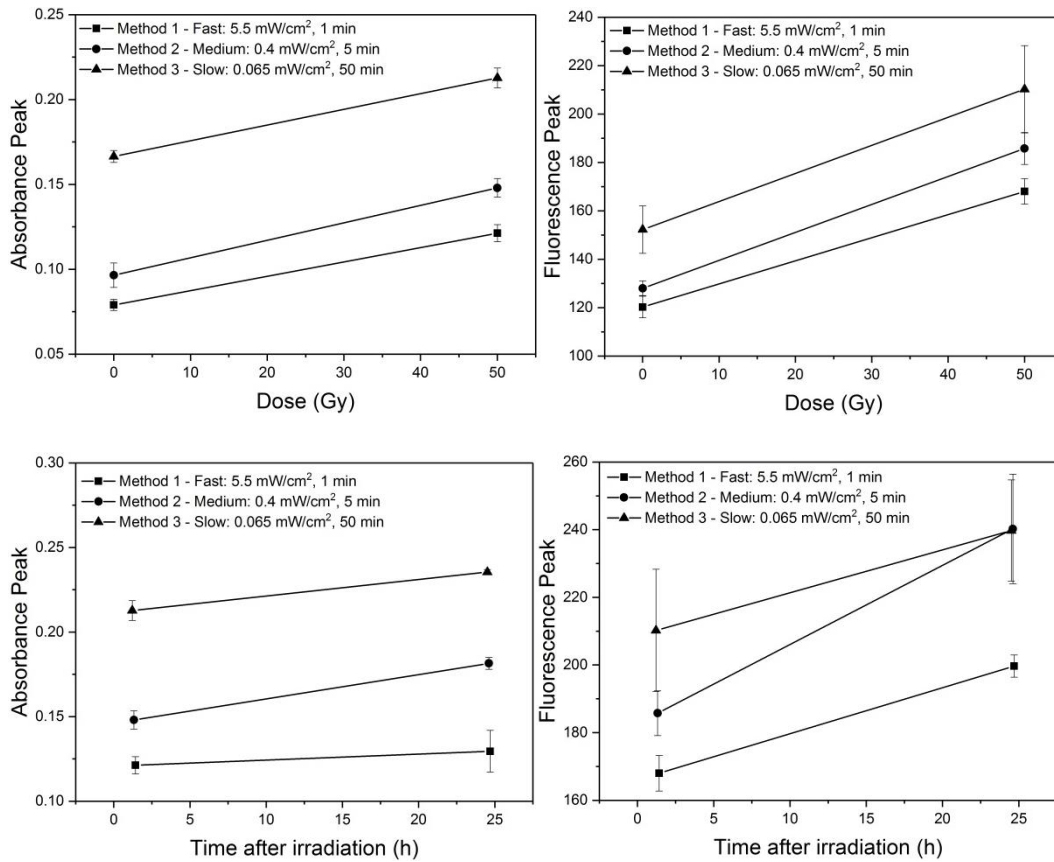 Absorbance Peak
0.25
0.20
0.15
0.10
0.05
Method 1 - Fast: 5.5 mW/cm², 1 min
Method 2 - Medium: 0.4 mW/cm², 5 min
Method 3 - Slow: 0.065 mW/cm², 50 min
0 10 20 30 40 50
Dose (Gy)
Fluorescence Peak
240
220
200
180
160
140
120
100
Method 1 - Fast: 5.5 mW/cm², 1 min
Method 2 - Medium: 0.4 mW/cm², 5 min
Method 3 - Slow: 0.065 mW/cm², 50 min
0 10 20 30 40 50
Dose (Gy)
Absorbance Peak
0.30
0.25
0.20
0.15
0.10
Method 1 - Fast: 5.5 mW/cm², 1 min
Method 2 - Medium: 0.4 mW/cm², 5 min
Method 3 - Slow: 0.065 mW/cm², 50 min
0 5 10 15 20 25
Time after irradiation (h)
Fluorescence Peak
260
240
220
200
180
160
Method 1 - Fast: 5.5 mW/cm², 1 min
Method 2 - Medium: 0.4 mW/cm², 5 min
Method 3 - Slow: 0.065 mW/cm², 50 min
0 5 10 15 20 25
Time after irradiation (h)